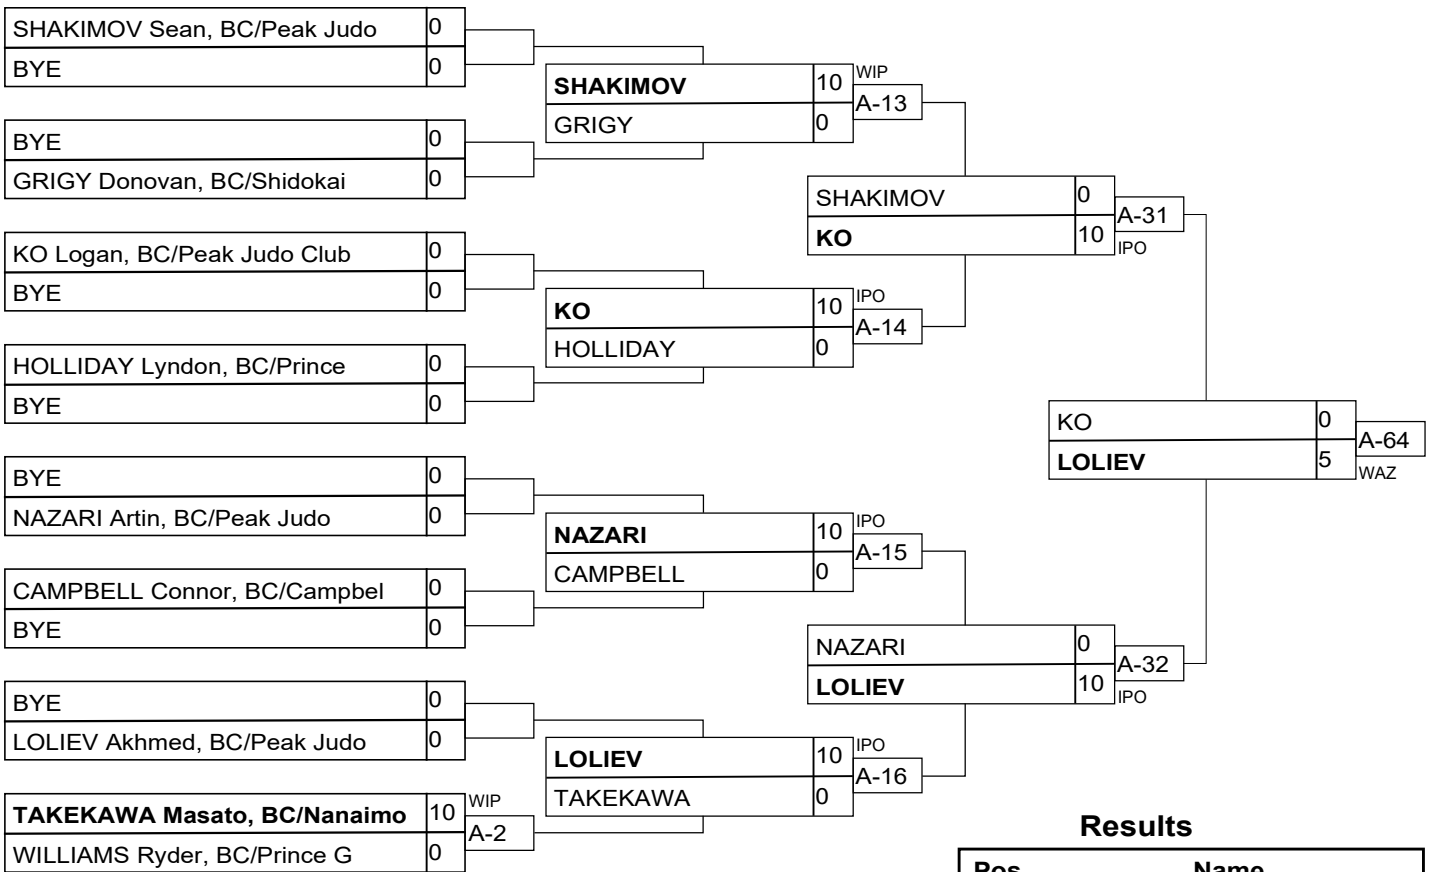 SHAKIMOV Sean, BC/Peak Judo 0
BYE 0
BYE 0
GRIGY Donovan, BC/Shidokai 0
KO Logan, BC/Peak Judo Club 0
BYE 0
HOLLIDAY Lyndon, BC/Prince 0
BYE 0
BYE 0
NAZARI Artin, BC/Peak Judo 0
CAMPBELL Connor, BC/Campbel 0
BYE 0
BYE 0
LOLIEV Akhmed, BC/Peak Judo 0
TAKEKAWA Masato, BC/Nanaimo 10 WIP
A-2
WILLIAMS Ryder, BC/Prince G 0
SHAKIMOV 10 WIP
A-13
GRIGY 0
KO 10 IPO
A-14
HOLLIDAY 0
NAZARI 10 IPO
A-15
CAMPBELL 0
LOLIEV 10 IPO
A-16
TAKEKAWA 0
SHAKIMOV 0
A-31
KO 10 IPO
NAZARI 0
A-32
LOLIEV 10 IPO
KO 0
A-64
LOLIEV 5 WAZ
Results
Pos Name